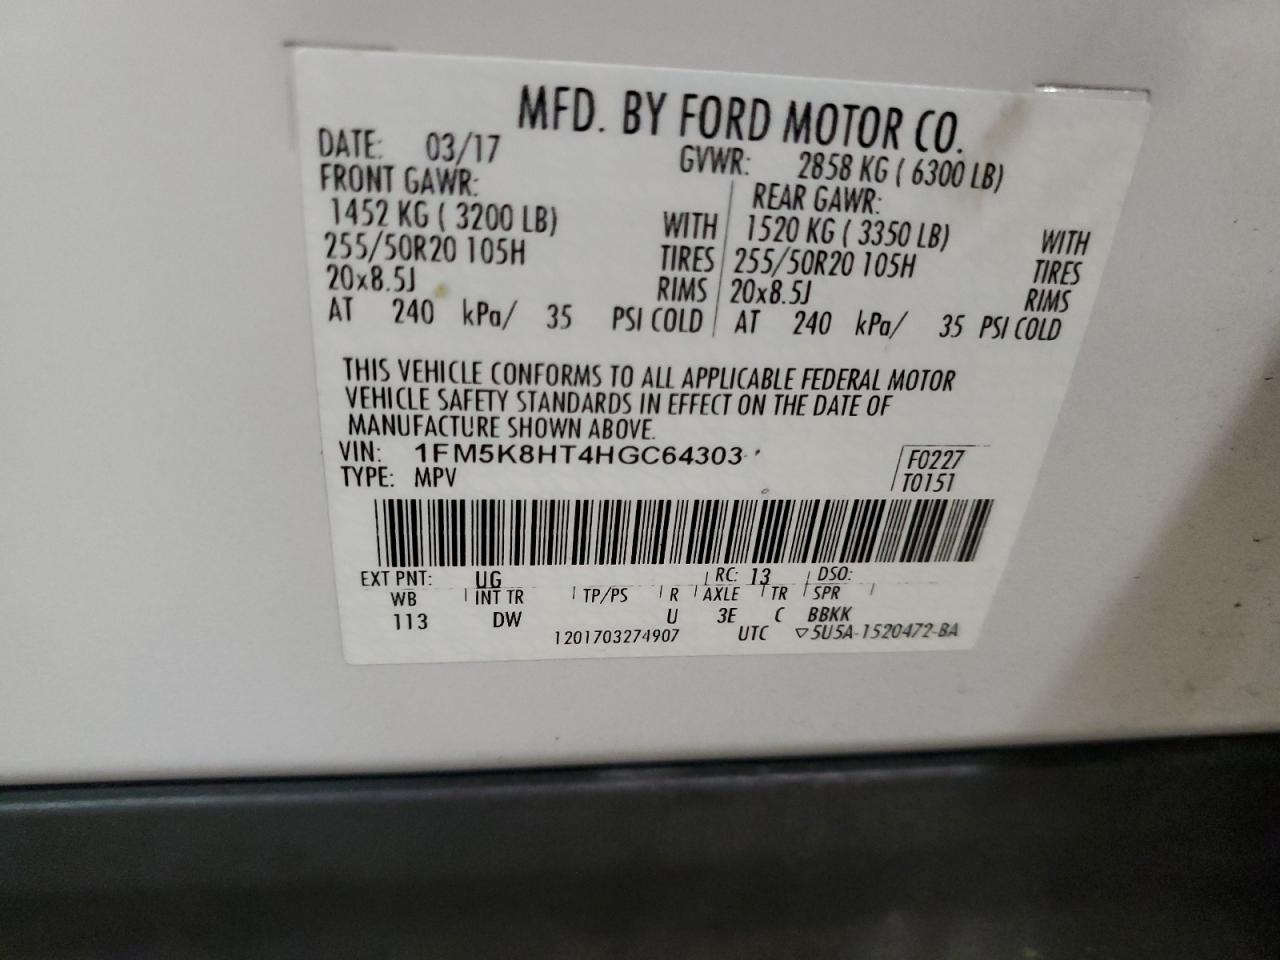 MFD. BY FORD MOTOR CO.
DATE: 03/17 GVWR: 2858 KG ( 6300 LB)
FRONT GAWR: REAR GAWR:
1452 KG ( 3200 LB) WITH 1520 KG ( 3350 LB) WITH
255/50R20 105H TIRES 255/50R20 105H TIRES
20x8.5J RIMS 20x8.5J RIMS
AT 240 kPa/ 35 PSI COLD AT 240 kPa/ 35 PSI COLD
THIS VEHICLE CONFORMS TO ALL APPLICABLE FEDERAL MOTOR
VEHICLE SAFETY STANDARDS IN EFFECT ON THE DATE OF
MANUFACTURE SHOWN ABOVE.
VIN: 1FM5K8HT4HGC64303 F0227
TYPE: MPV T0151
EXT PNT: UG RC: 13 DSO:
WB INT TR TP/PS R AXLE TR SPR
113 DW U 3E C BBKK
1201703274907 UTC ▽5U5A-1520472-BA